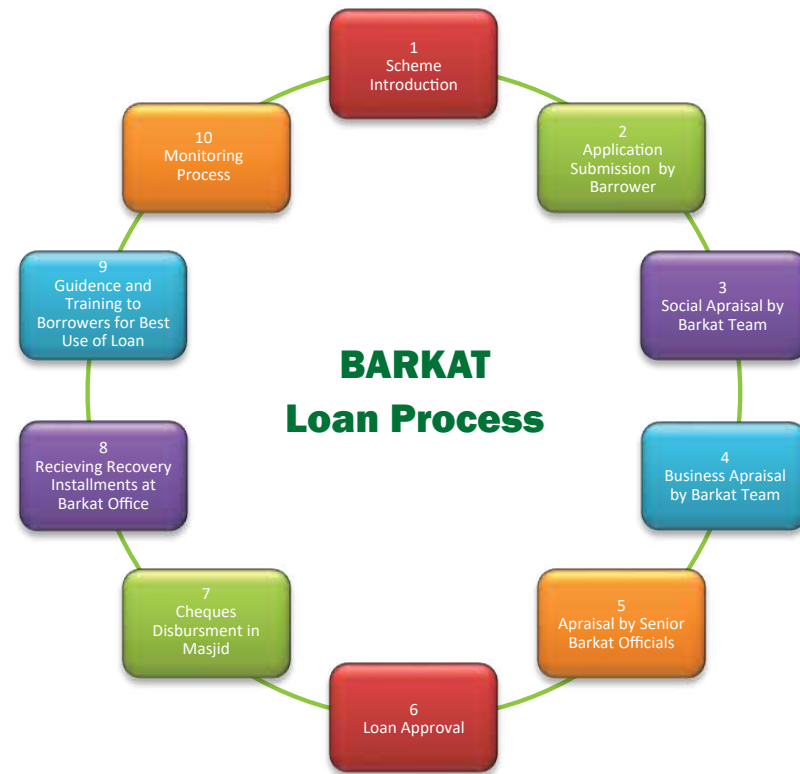 1
Scheme
Introduction
2
Application
Submission by
Barrower
3
Social Apraisal by
Barkat Team
4
Business Apraisal
by Barkat Team
5
Apraisal by Senior
Barkat Officials
6
Loan Approval
7
Cheques
Disbursment in
Masjid
8
Recieving Recovery
Installments at
Barkat Office
9
Guidence and
Training to
Borrowers for Best
Use of Loan
10
Monitoring
Process
BARKAT
Loan Process